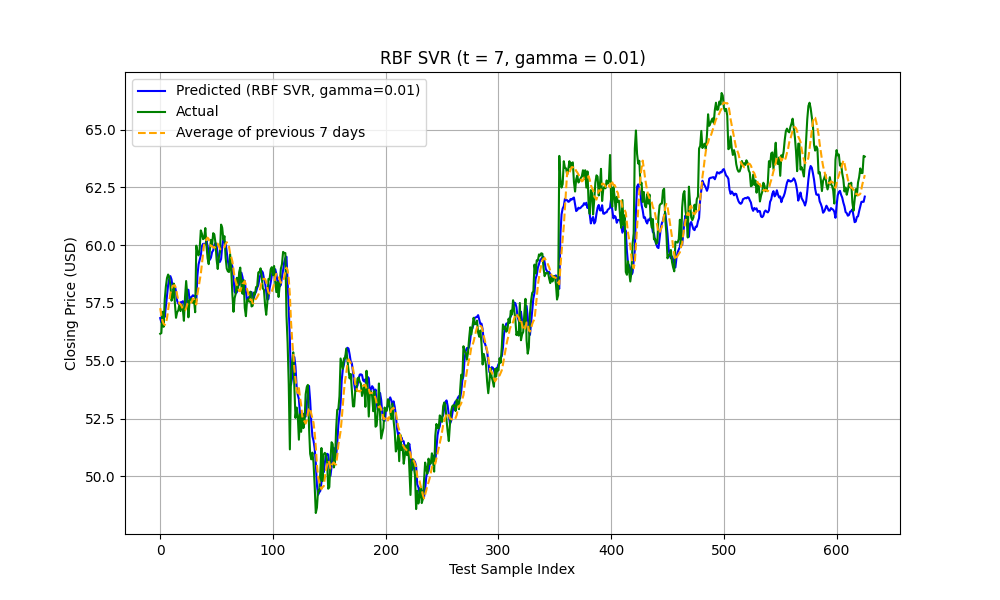 RBF SVR (t = 7, gamma = 0.01)
Predicted (RBF SVR, gamma=0.01)
Actual
Average of previous 7 days
Closing Price (USD)
65.0
62.5
60.0
57.5
55.0
52.5
50.0
0 100 200 300 400 500 600
Test Sample Index